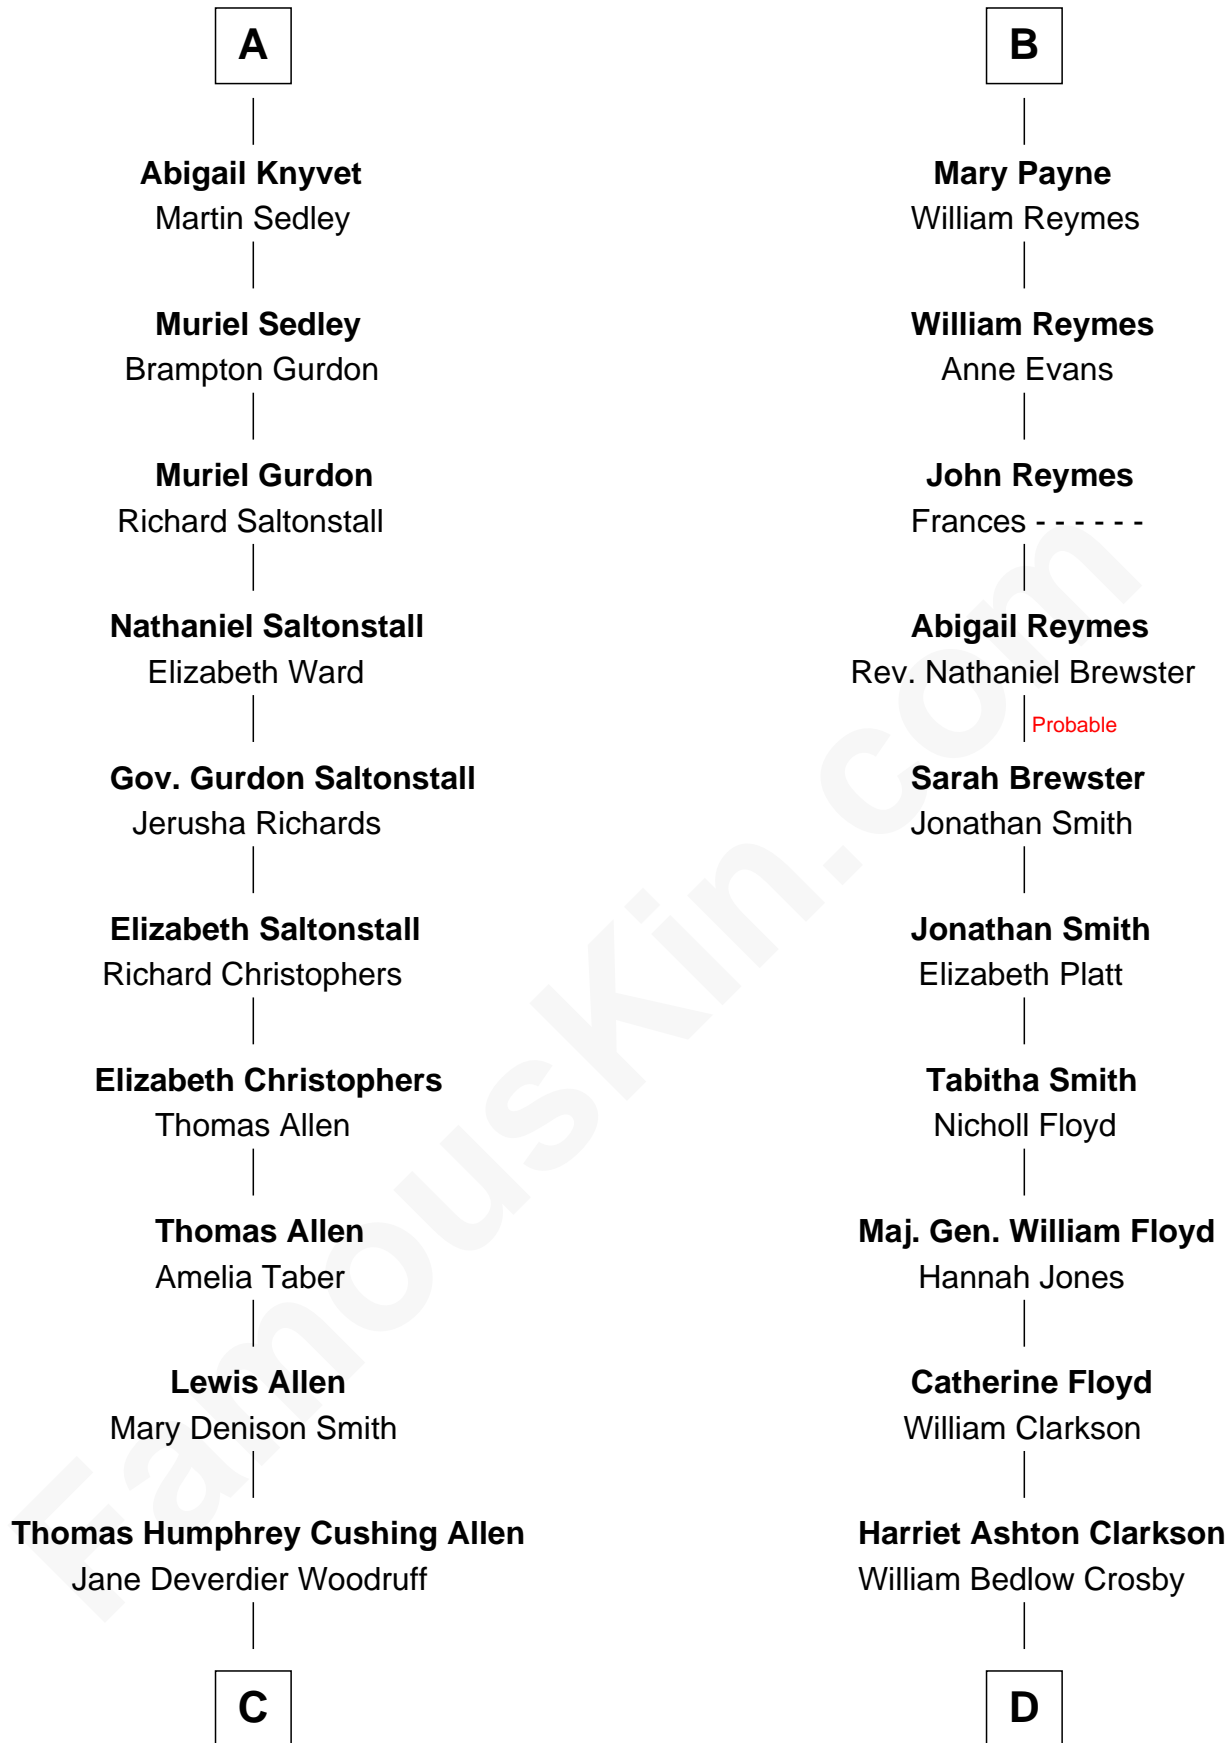 A
Abigail Knyvet
Martin Sedley
Muriel Sedley
Brampton Gurdon
Muriel Gurdon
Richard Saltonstall
Nathaniel Saltonstall
Elizabeth Ward
Gov. Gurdon Saltonstall
Jerusha Richards
Elizabeth Saltonstall
Richard Christophers
Elizabeth Christophers
Thomas Allen
Thomas Allen
Amelia Taber
Lewis Allen
Mary Denison Smith
Thomas Humphrey Cushing Allen
Jane Deverdier Woodruff
C
B
Mary Payne
William Reymes
William Reymes
Anne Evans
John Reymes
Frances - - - - - -
Abigail Reymes
Rev. Nathaniel Brewster
Probable
Sarah Brewster
Jonathan Smith
Jonathan Smith
Elizabeth Platt
Tabitha Smith
Nicholl Floyd
Maj. Gen. William Floyd
Hannah Jones
Catherine Floyd
William Clarkson
Harriet Ashton Clarkson
William Bedlow Crosby
D
FamousKin.com